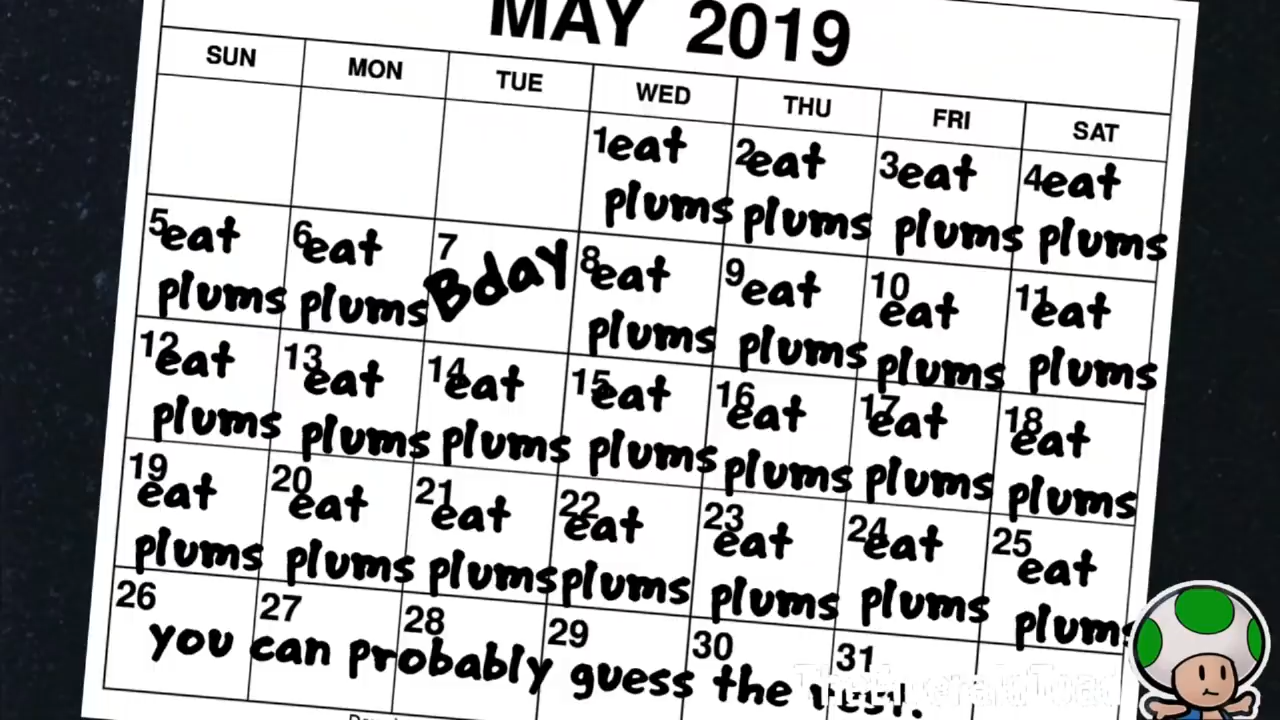 MAY 2019
SUN MON TUE WED THU FRI SAT
1 eat plums
2 eat plums
3 eat plums
4 eat plums
5 eat plums
6 eat plums
7 Bday
8 eat plums
9 eat plums
10 eat plums
11 eat plums
12 eat plums
13 eat plums
14 eat plums
15 eat plums
16 eat plums
17 eat plums
18 eat plums
19 eat plums
20 eat plums
21 eat plums
22 eat plums
23 eat plums
24 eat plums
25 eat plums
26 27 28 29 30 31
you can probably guess the rest.